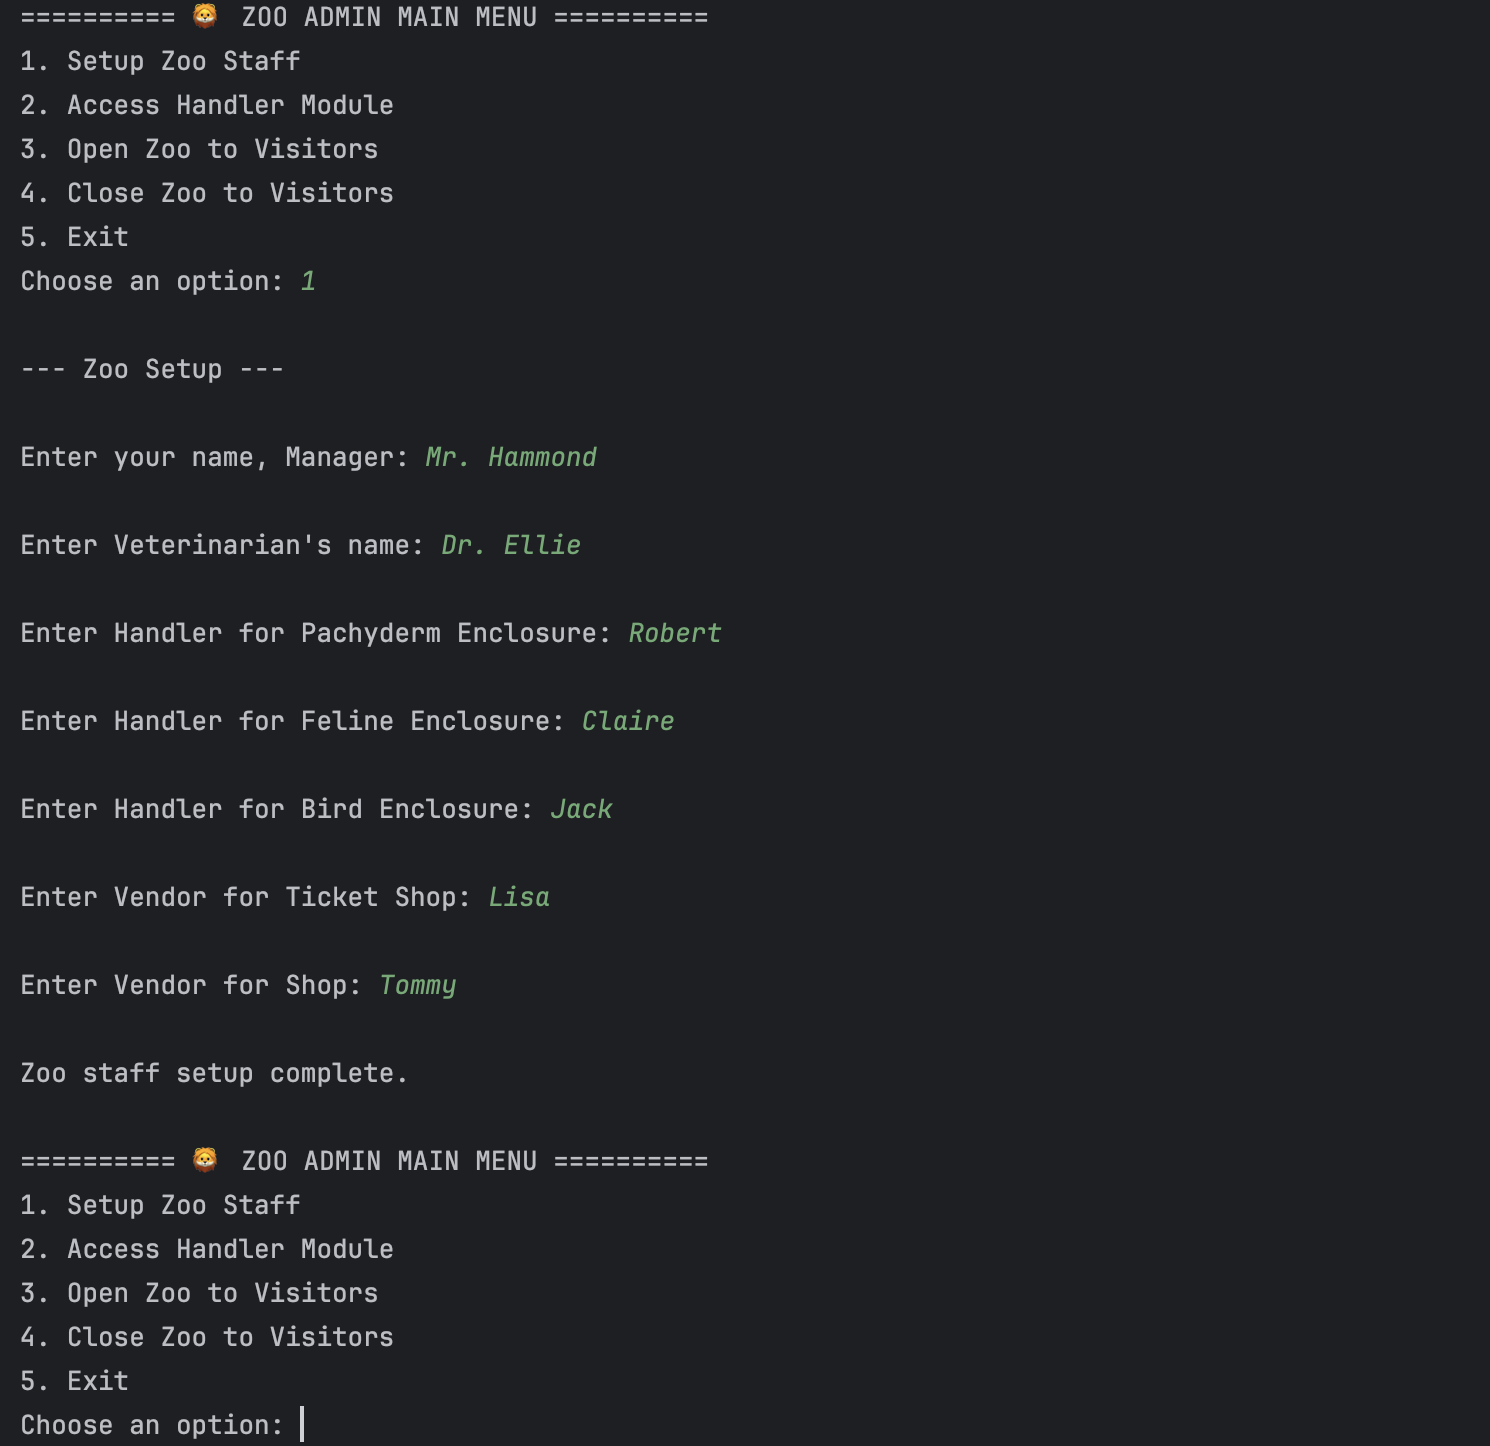 ========== 🦁 ZOO ADMIN MAIN MENU ==========
1. Setup Zoo Staff
2. Access Handler Module
3. Open Zoo to Visitors
4. Close Zoo to Visitors
5. Exit
Choose an option: 1
--- Zoo Setup ---
Enter your name, Manager: Mr. Hammond
Enter Veterinarian's name: Dr. Ellie
Enter Handler for Pachyderm Enclosure: Robert
Enter Handler for Feline Enclosure: Claire
Enter Handler for Bird Enclosure: Jack
Enter Vendor for Ticket Shop: Lisa
Enter Vendor for Shop: Tommy
Zoo staff setup complete.
========== 🦁 ZOO ADMIN MAIN MENU ==========
1. Setup Zoo Staff
2. Access Handler Module
3. Open Zoo to Visitors
4. Close Zoo to Visitors
5. Exit
Choose an option: